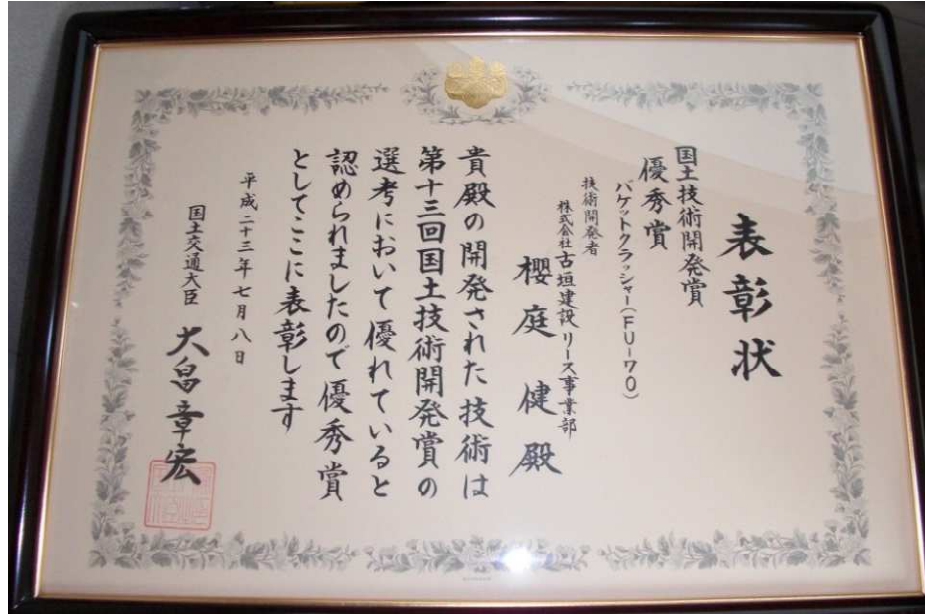 表彰状
国土技術開発賞
優秀賞
バケットクラッシャー(FU-70)
技術開発者
株式会社古垣建設リース事業部
櫻庭 健殿
貴殿の開発された技術は
第十三回国土技術開発賞の
選考において優れていると
認められましたので優秀賞
としてここに表彰します
平成二十三年七月八日
国土交通大臣 大畠章宏